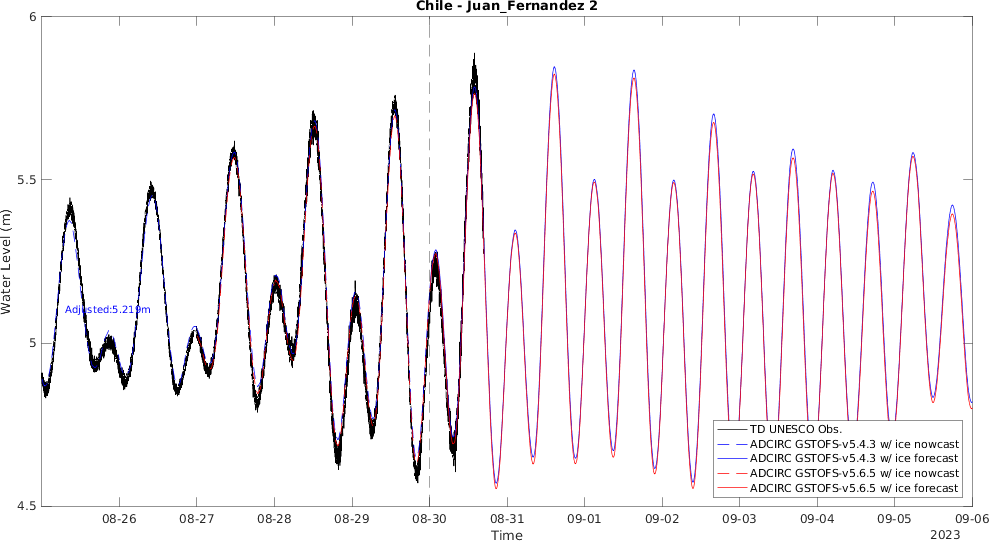 Chile - Juan_Fernandez 2
6
5.5
5
4.5
Water Level (m)
Adjusted:5.219m
TD UNESCO Obs.
ADCIRC GSTOFS-v5.4.3 w/ ice nowcast
ADCIRC GSTOFS-v5.4.3 w/ ice forecast
ADCIRC GSTOFS-v5.6.5 w/ ice nowcast
ADCIRC GSTOFS-v5.6.5 w/ ice forecast
08-26 08-27 08-28 08-29 08-30 08-31 09-01 09-02 09-03 09-04 09-05 09-06
Time
2023